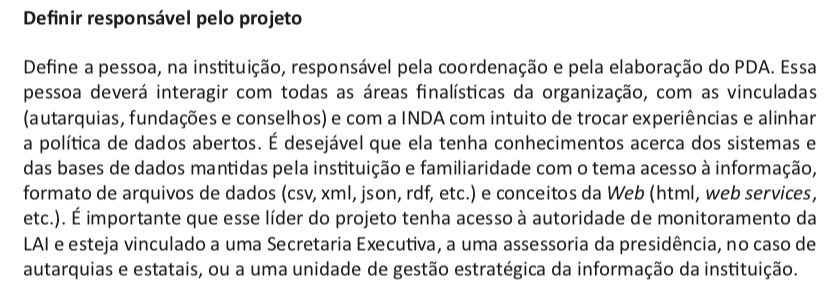 Definir responsável pelo projeto
Define a pessoa, na instituição, responsável pela coordenação e pela elaboração do PDA. Essa
pessoa deverá interagir com todas as áreas finalísticas da organização, com as vinculadas
(autarquias, fundações e conselhos) e com a INDA com intuito de trocar experiências e alinhar
a política de dados abertos. É desejável que ela tenha conhecimentos acerca dos sistemas e
das bases de dados mantidas pela instituição e familiaridade com o tema acesso à informação,
formato de arquivos de dados (csv, xml, json, rdf, etc.) e conceitos da Web (html, web services,
etc.). É importante que esse líder do projeto tenha acesso à autoridade de monitoramento da
LAI e esteja vinculado a uma Secretaria Executiva, a uma assessoria da presidência, no caso de
autarquias e estatais, ou a uma unidade de gestão estratégica da informação da instituição.